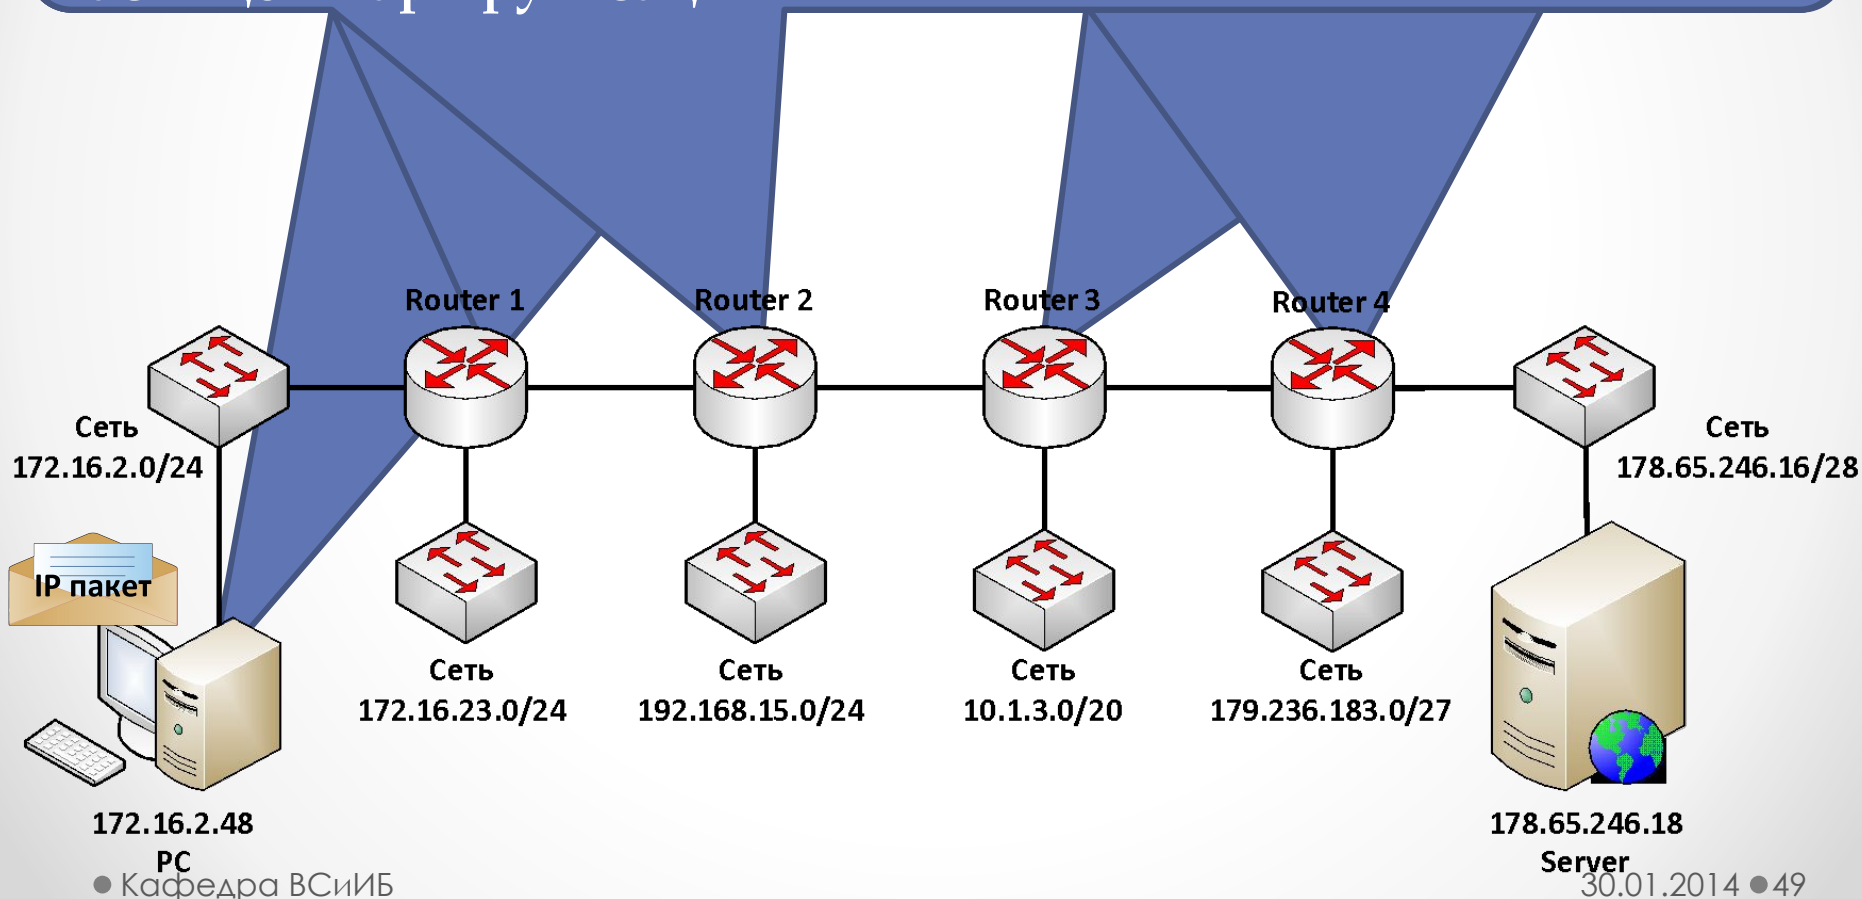 Router 1
Router 2
Router 3
Router 4
Сеть
172.16.2.0/24
Сеть
178.65.246.16/28
IP пакет
Сеть
172.16.23.0/24
Сеть
192.168.15.0/24
Сеть
10.1.3.0/20
Сеть
179.236.183.0/27
172.16.2.48
PC
178.65.246.18
Server
Кафедра ВСиИБ
30.01.2014
49